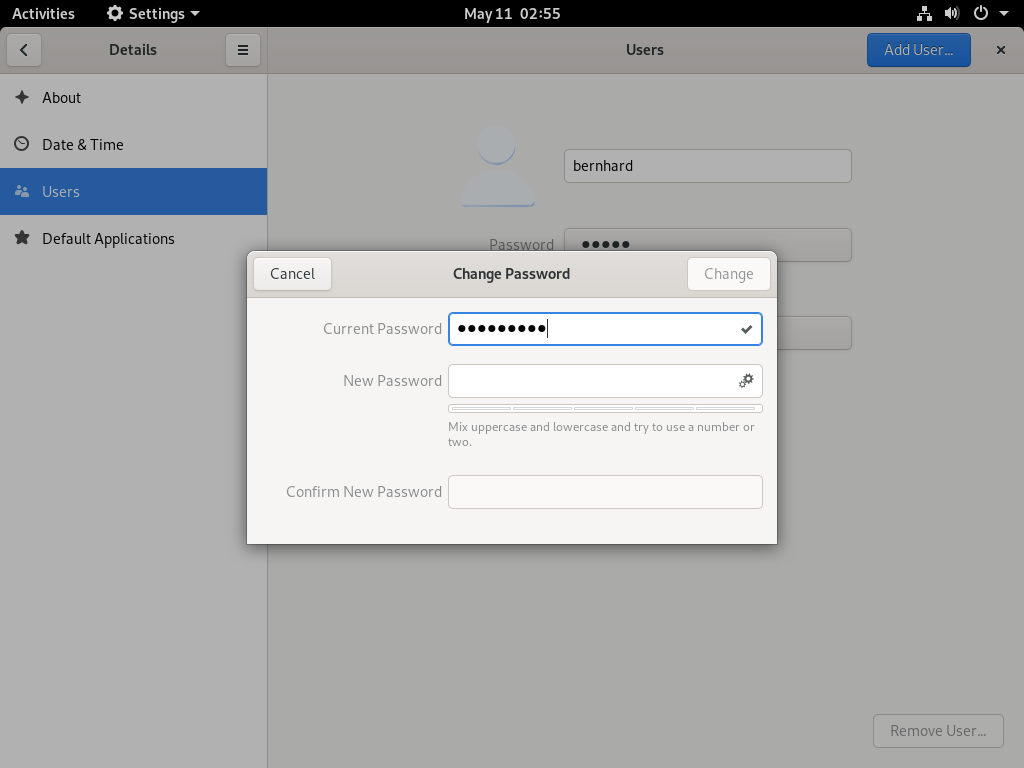 Activities Settings May 11 02:55
Details Users Add User...
About
Date & Time
Users
Default Applications
bernhard
Password ●●●●●
Cancel Change Password Change
Current Password ●●●●●●●●●
New Password
Mix uppercase and lowercase and try to use a number or
two.
Confirm New Password
Remove User...